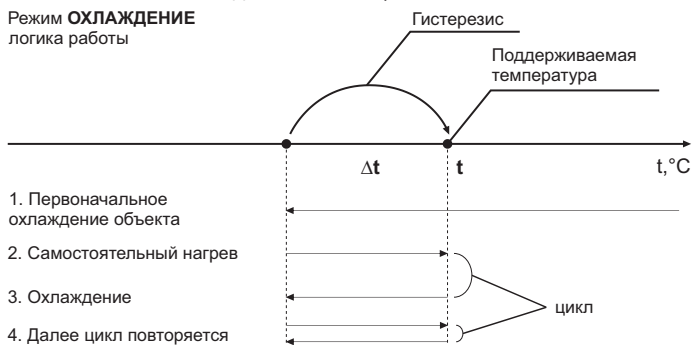 Режим ОХЛАЖДЕНИЕ
логика работы
Гистерезис
Поддерживаемая
температура
Δt
t
t,°C
1. Первоначальное
охлаждение объекта
2. Самостоятельный нагрев
3. Охлаждение
цикл
4. Далее цикл повторяется